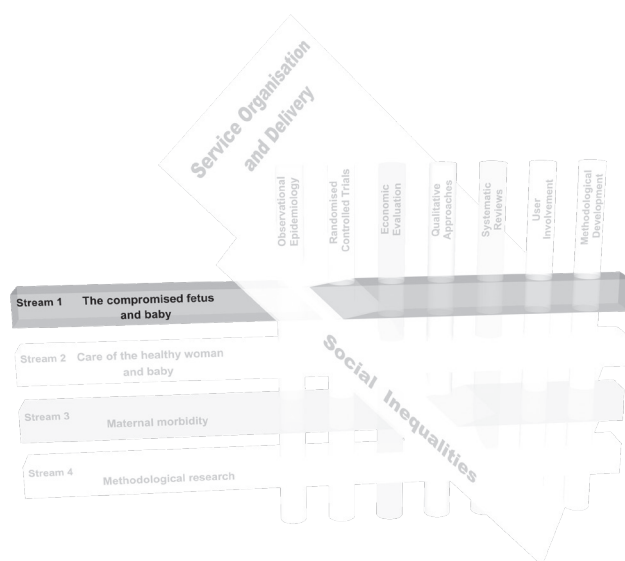 Service Organisation
and Delivery
Observational
Epidemiology
Randomised
Controlled Trials
Economic
Evaluation
Qualitative
Approaches
Systematic
Reviews
User
Involvement
Methodological
Development
Stream 1 The compromised fetus
and baby
Stream 2 Care of the healthy woman
and baby
Social Inequalities
Stream 3 Maternal morbidity
Stream 4 Methodological research